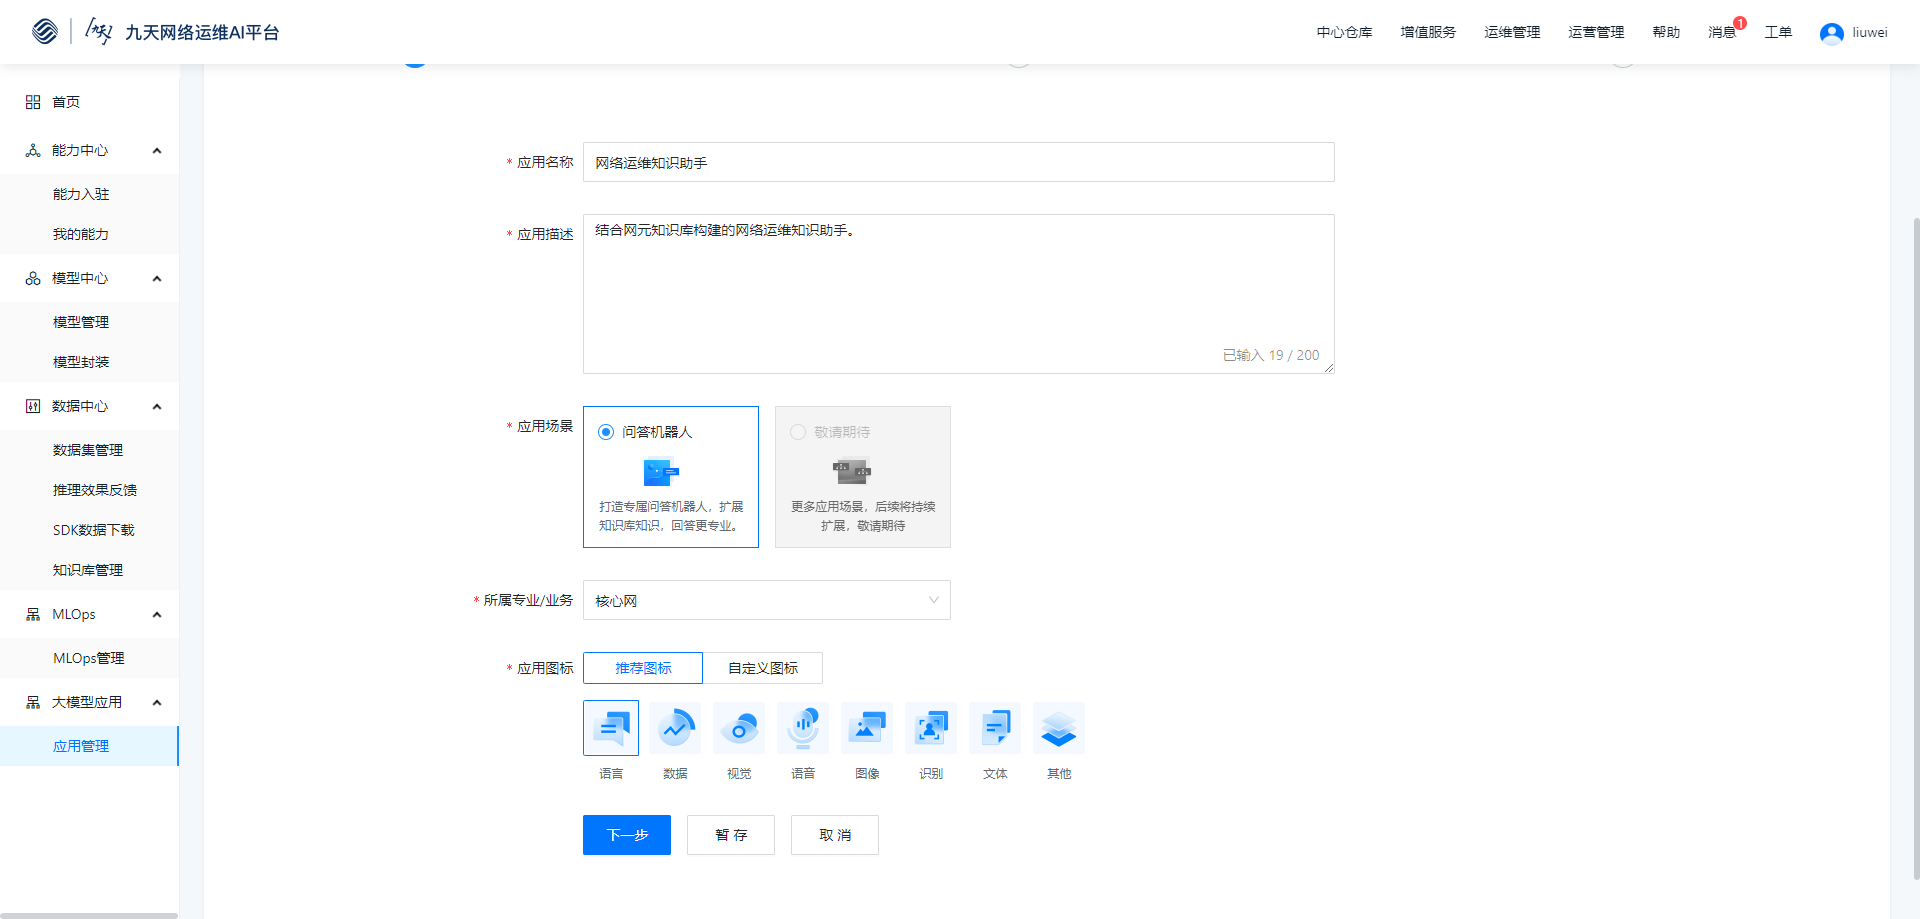 九天 九天网络运维AI平台
中心仓库 增值服务 运维管理 运营管理 帮助 消息 1 工单 liuwei
首页
能力中心
能力入驻
我的能力
模型中心
模型管理
模型封装
数据中心
数据集管理
推理效果反馈
SDK数据下载
知识库管理
MLOps
MLOps管理
大模型应用
应用管理
* 应用名称 网络运维知识助手
* 应用描述 结合网元知识库构建的网络运维知识助手。
已输入 19 / 200
* 应用场景
问答机器人
打造专属问答机器人，扩展
知识库知识，回答更专业。
敬请期待
更多应用场景，后续将持续
扩展，敬请期待
* 所属专业/业务 核心网
* 应用图标 推荐图标 自定义图标
语言 数据 视觉 语音 图像 识别 文体 其他
下一步 暂 存 取 消